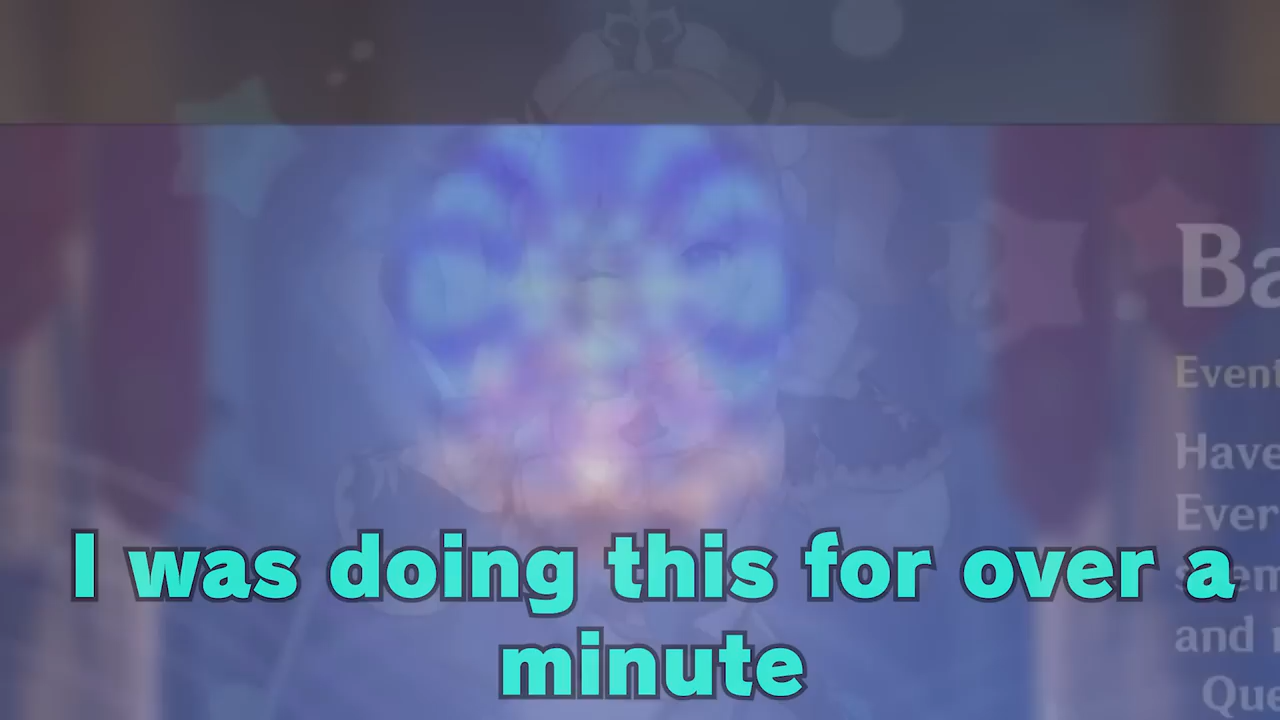 Ba
Event
Have
Ever
and
Que
I was doing this for over a
minute